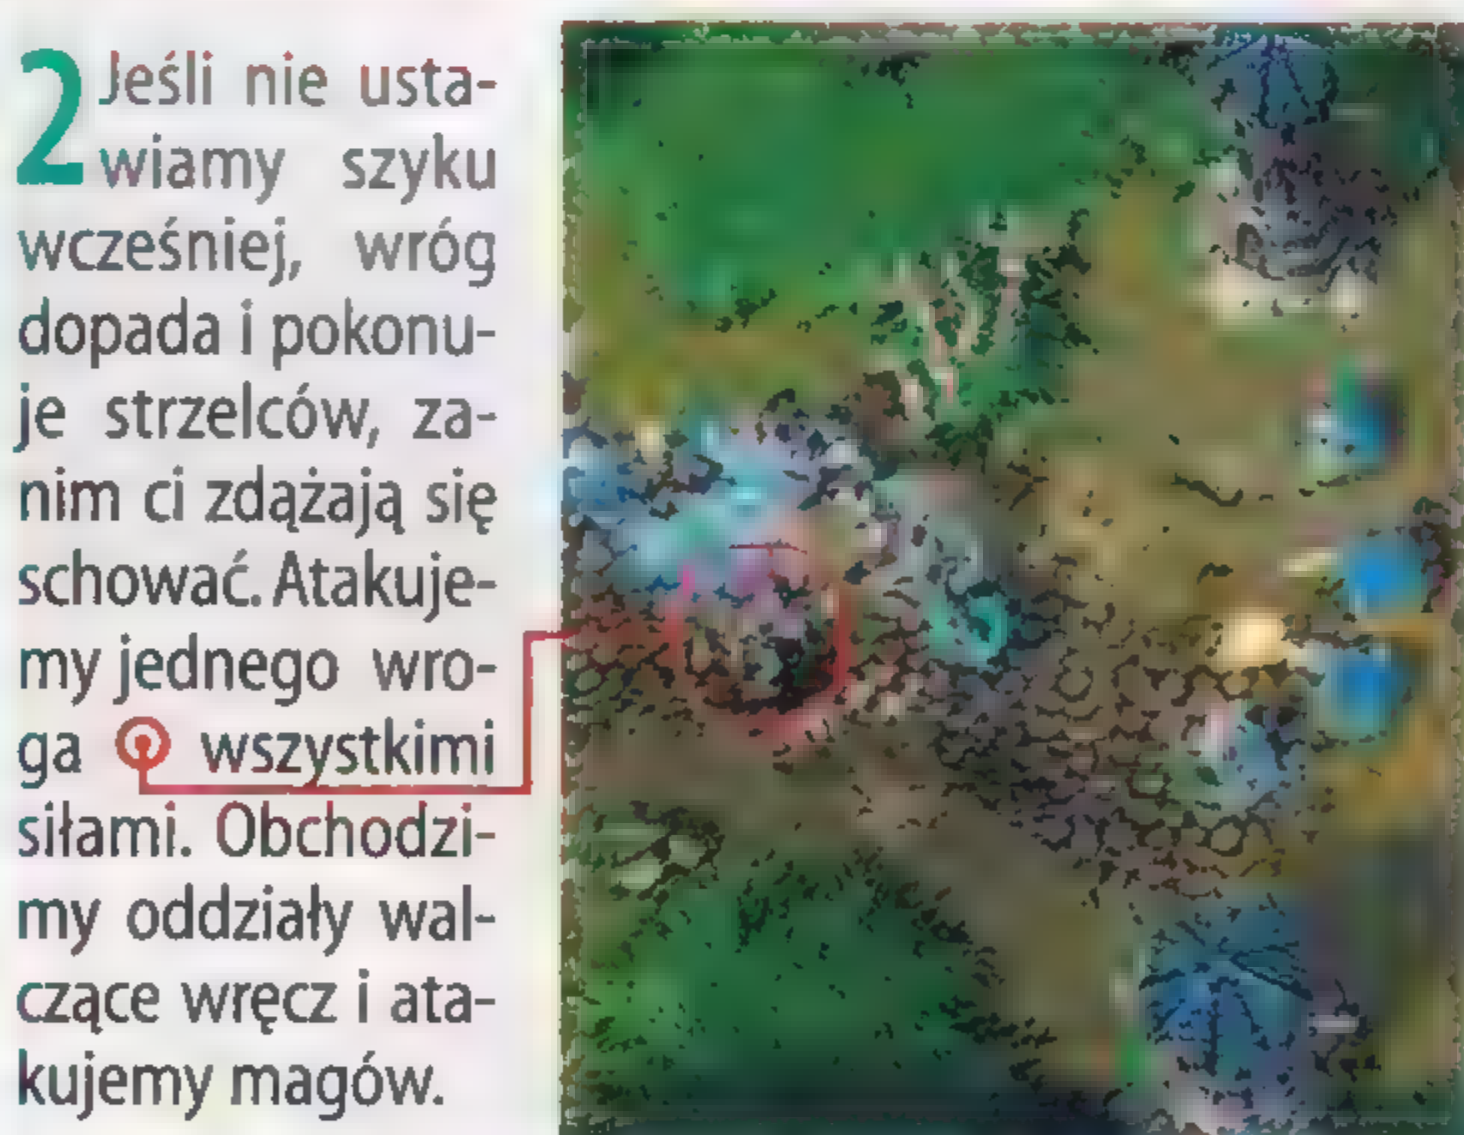 2 Jeśli nie usta-
wiamy szyku
wcześniej, wróg
dopada i pokonu-
je strzelców, za-
nim ci zdążają się
schować. Atakuje-
my jednego wro-
ga wszystkimi
siłami. Obchodzi-
my oddziały wal-
czące wręcz i ata-
kujemy magów.